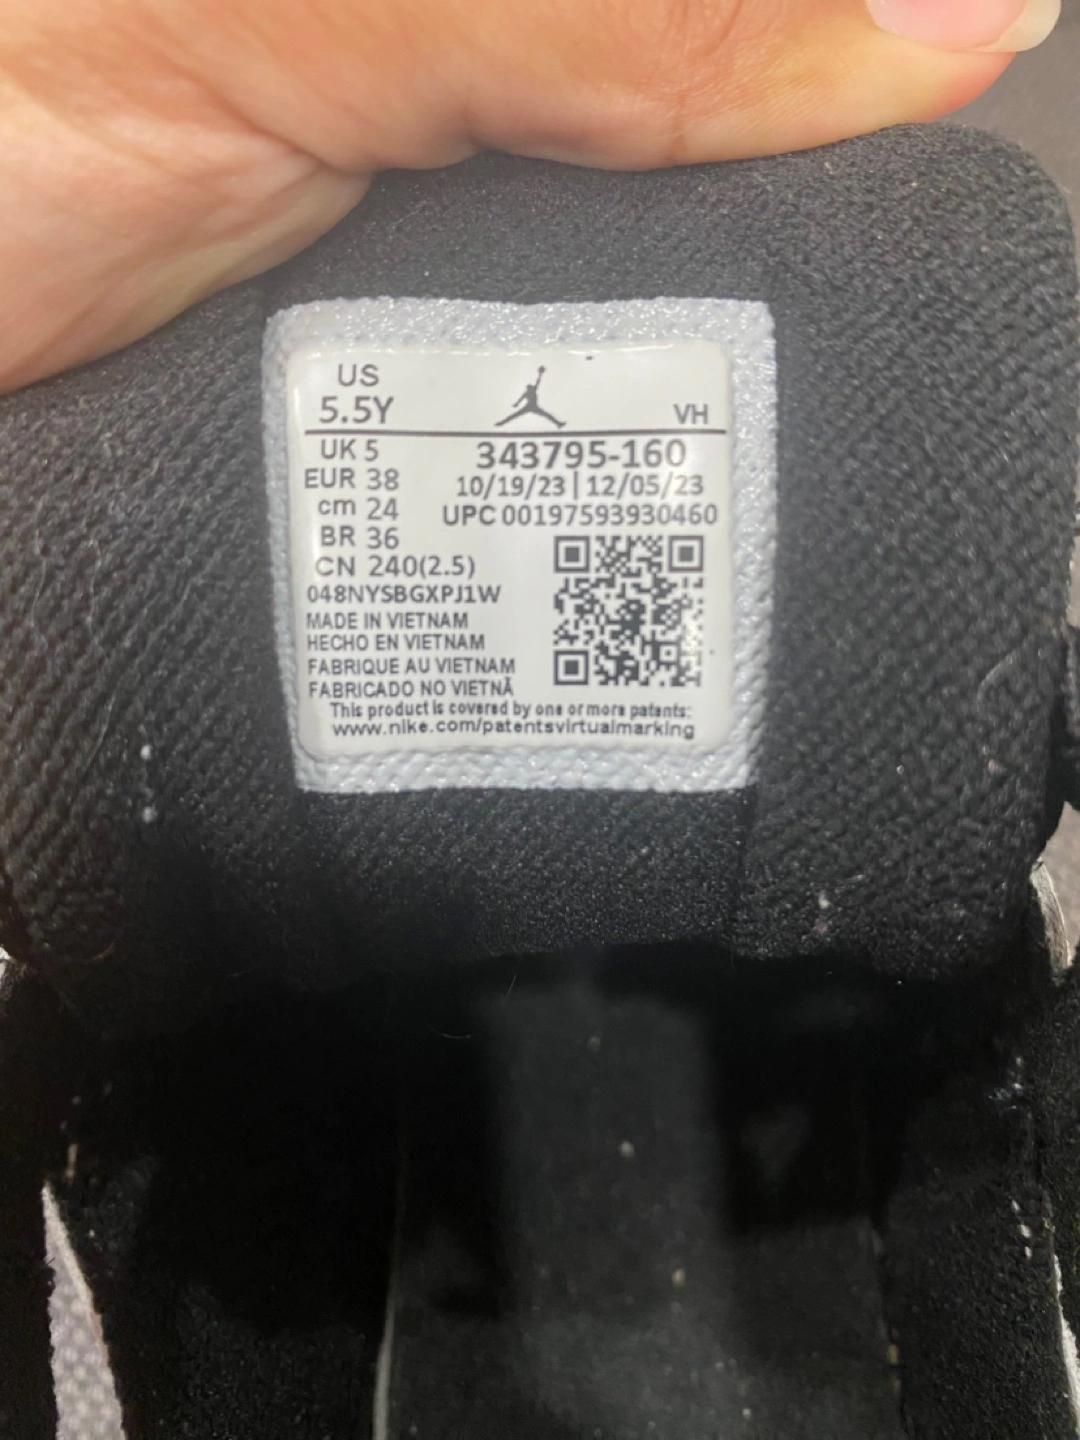 US
5.5Y
VH
UK 5
343795-160
EUR 38
10/19/23 | 12/05/23
cm 24
UPC 00197593930460
BR 36
CN 240(2.5)
048NYSBGXPJ1W
MADE IN VIETNAM
HECHO EN VIETNAM
FABRIQUE AU VIETNAM
FABRICADO NO VIETNÃ
This product is covered by one or more patents:
www.nike.com/patentsvirtualmarking